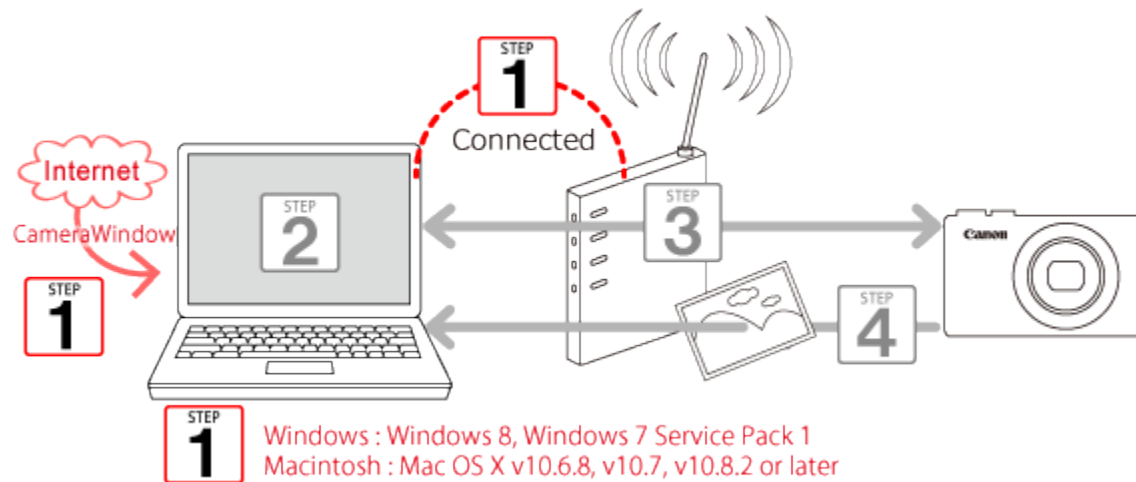 STEP
1
Connected
Internet
CameraWindow
STEP
1
STEP
2
STEP
3
Canon
STEP
4
STEP
1
Windows : Windows 8, Windows 7 Service Pack 1
Macintosh : Mac OS X v10.6.8, v10.7, v10.8.2 or later